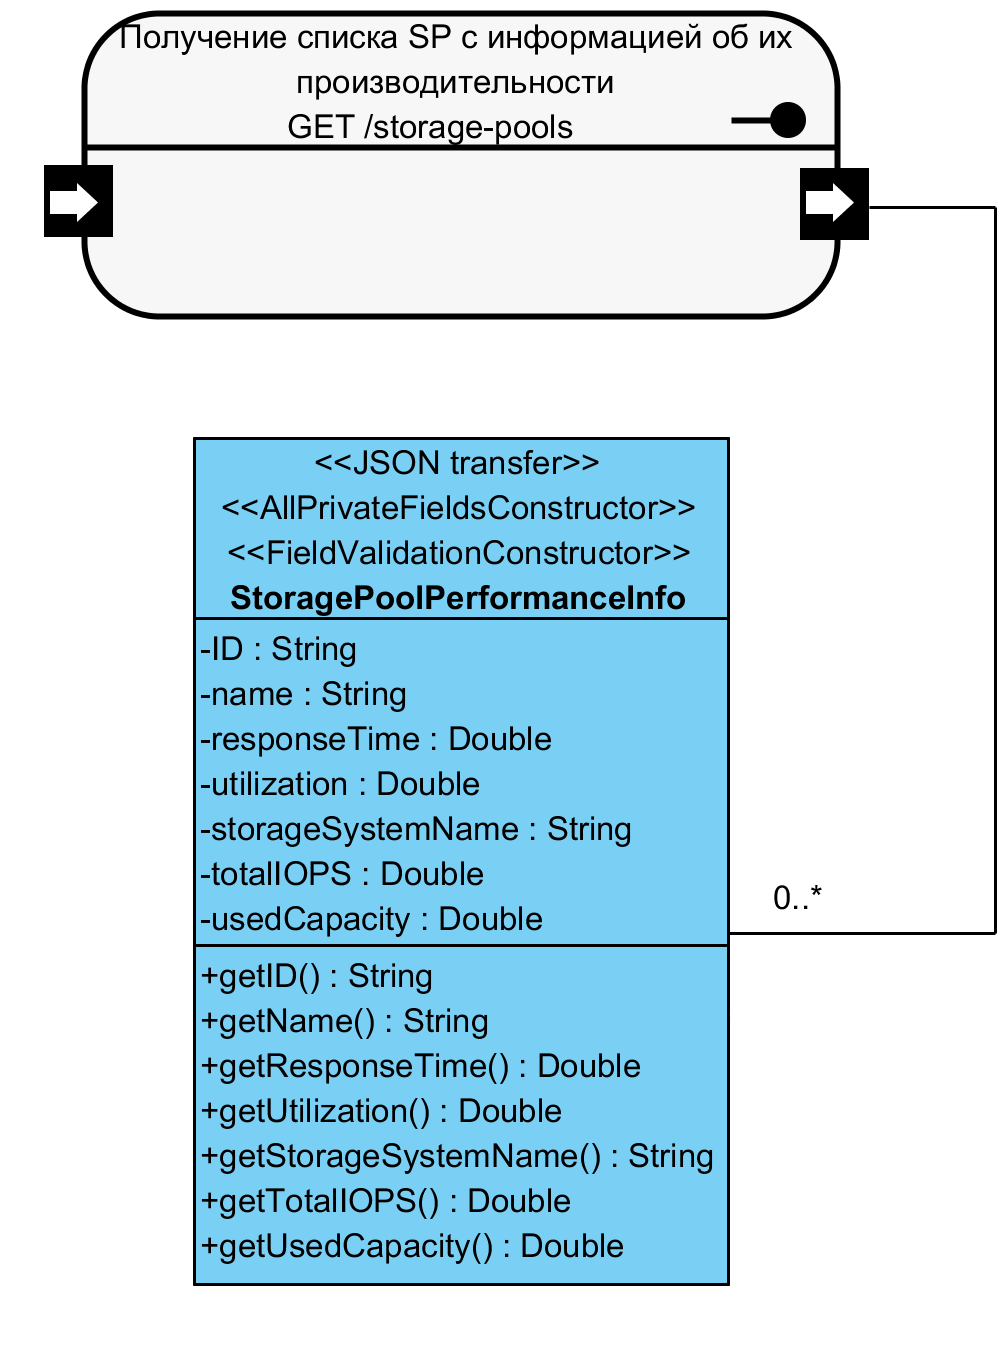 Получение списка SP с информацией об их
производительности
GET /storage-pools
<<JSON transfer>>
<<AllPrivateFieldsConstructor>>
<<FieldValidationConstructor>>
StoragePoolPerformanceInfo
-ID : String
-name : String
-responseTime : Double
-utilization : Double
-storageSystemName : String
-totalIOPS : Double
-usedCapacity : Double
0..*
+getID() : String
+getName() : String
+getResponseTime() : Double
+getUtilization() : Double
+getStorageSystemName() : String
+getTotalIOPS() : Double
+getUsedCapacity() : Double